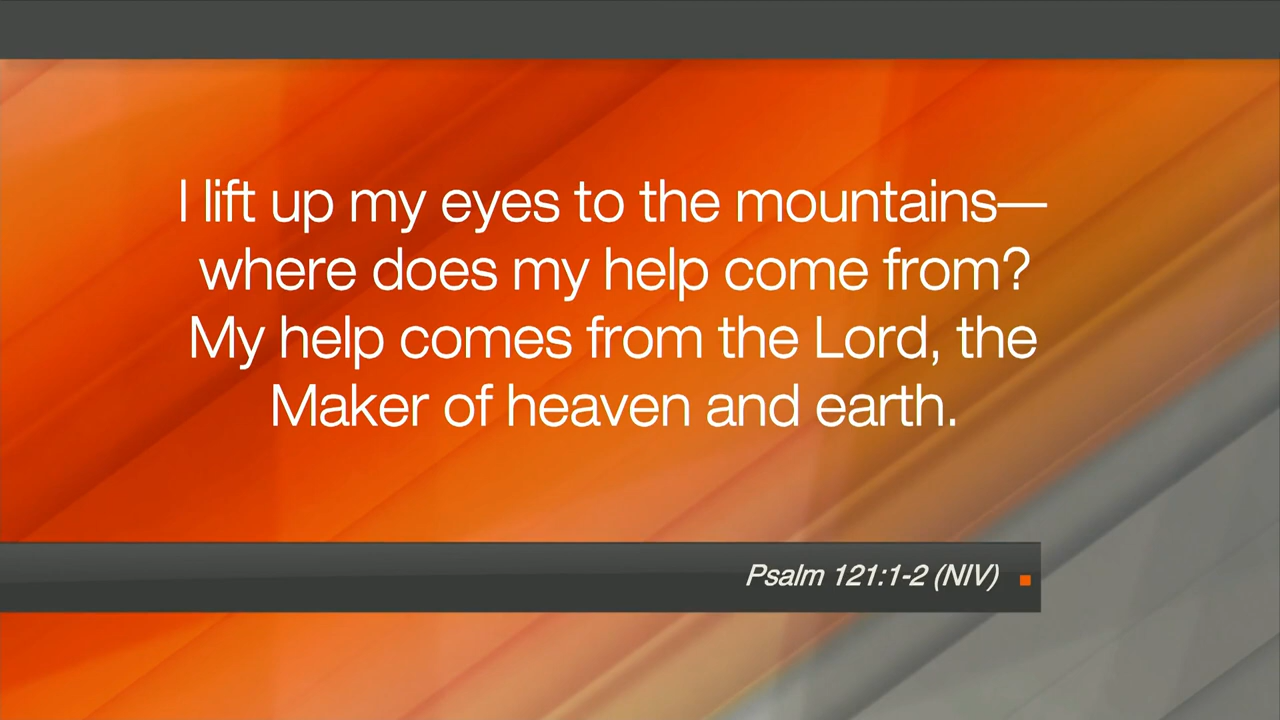 I lift up my eyes to the mountains—
where does my help come from?
My help comes from the Lord, the
Maker of heaven and earth.
Psalm 121:1-2 (NIV)